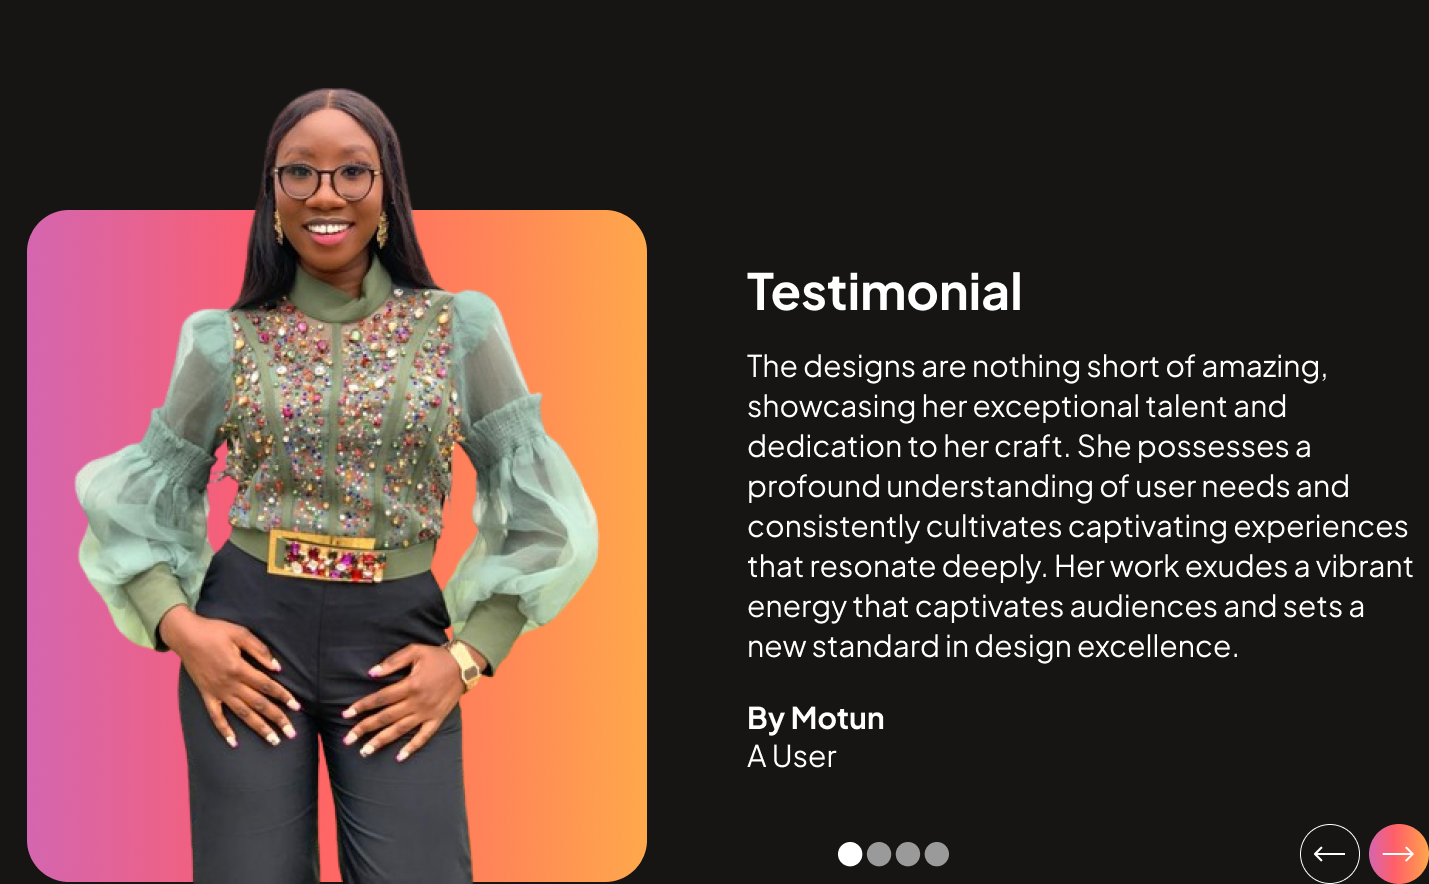 Testimonial
The designs are nothing short of amazing,
showcasing her exceptional talent and
dedication to her craft. She possesses a
profound understanding of user needs and
consistently cultivates captivating experiences
that resonate deeply. Her work exudes a vibrant
energy that captivates audiences and sets a
new standard in design excellence.
By Motun
A User